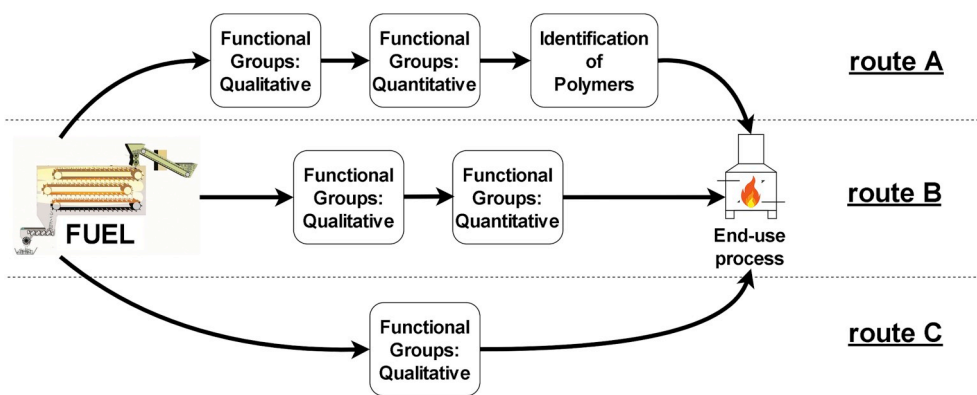 Functional
Groups:
Qualitative
Functional
Groups:
Quantitative
Identification
of
Polymers
route A
FUEL
Functional
Groups:
Qualitative
Functional
Groups:
Quantitative
End-use
process
route B
Functional
Groups:
Qualitative
route C